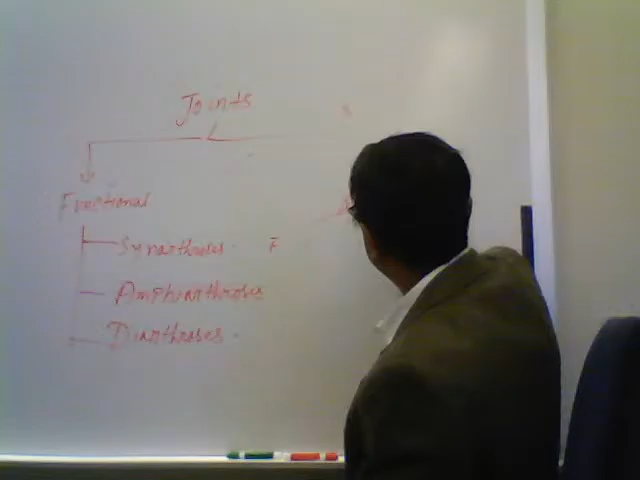 Joints
Functional
Synarthroses
F
Amphiarthroses
Diarthroses